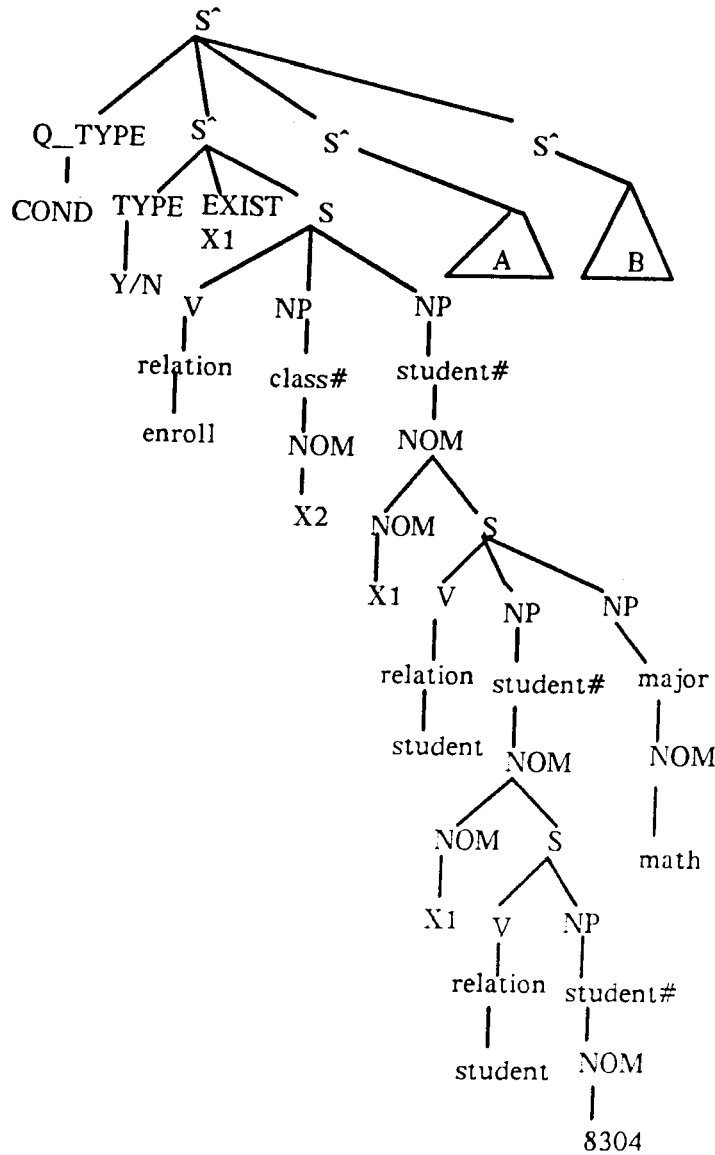 S^
Q_TYPE S^ S^ S^
COND TYPE EXIST S
X1 A B
Y/N V NP NP
relation class# student#
enroll NOM NOM
X2 NOM S
X1 V NP NP
relation student# major
student NOM NOM
NOM S math
X1 V NP
relation student#
student NOM
8304